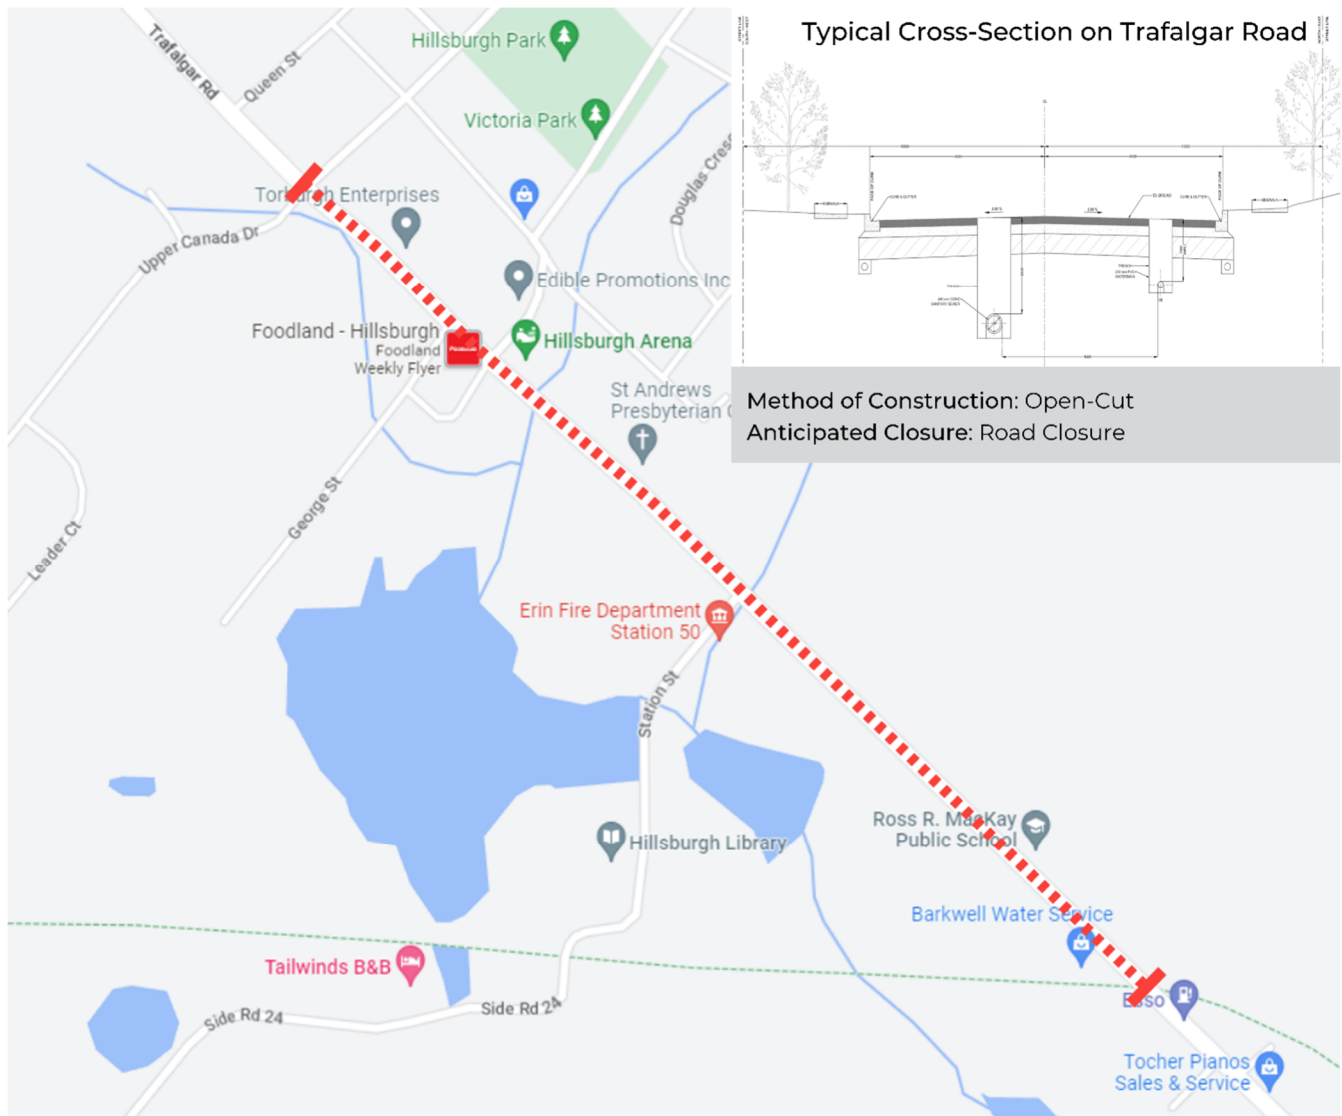 Trafalgar Rd
Queen St
Hillsburgh Park
Victoria Park
Typical Cross-Section on Trafalgar Road
Torburgh Enterprises
Douglas Cresc
Upper Canada Dr
Edible Promotions Inc
Foodland - Hillsburgh
Foodland
Weekly Flyer
Hillsburgh Arena
St Andrews
Presbyterian C
Method of Construction: Open-Cut
Anticipated Closure: Road Closure
George St
Leader Ct
Erin Fire Department
Station 50
Station St
Ross R. MacKay
Public School
Hillsburgh Library
Barkwell Water Service
Tailwinds B&B
Side Rd 24
Side Rd 24
Esso
Tocher Pianos
Sales & Service